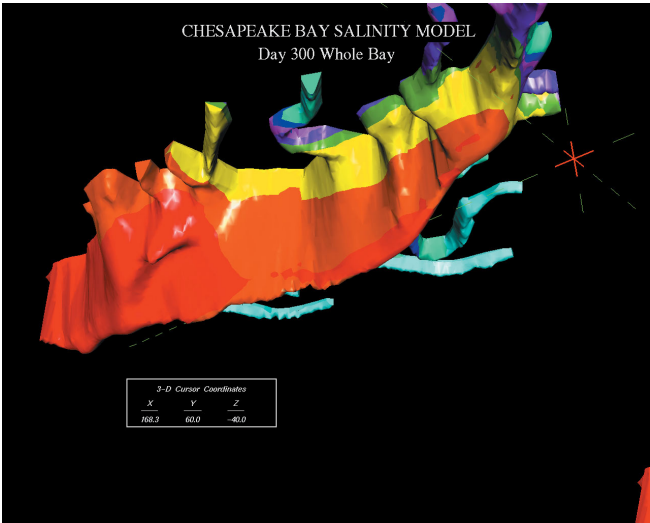 CHESAPEAKE BAY SALINITY MODEL
Day 300 Whole Bay
3-D Cursor Coordinates
X Y Z
168.3 60.0 -40.0